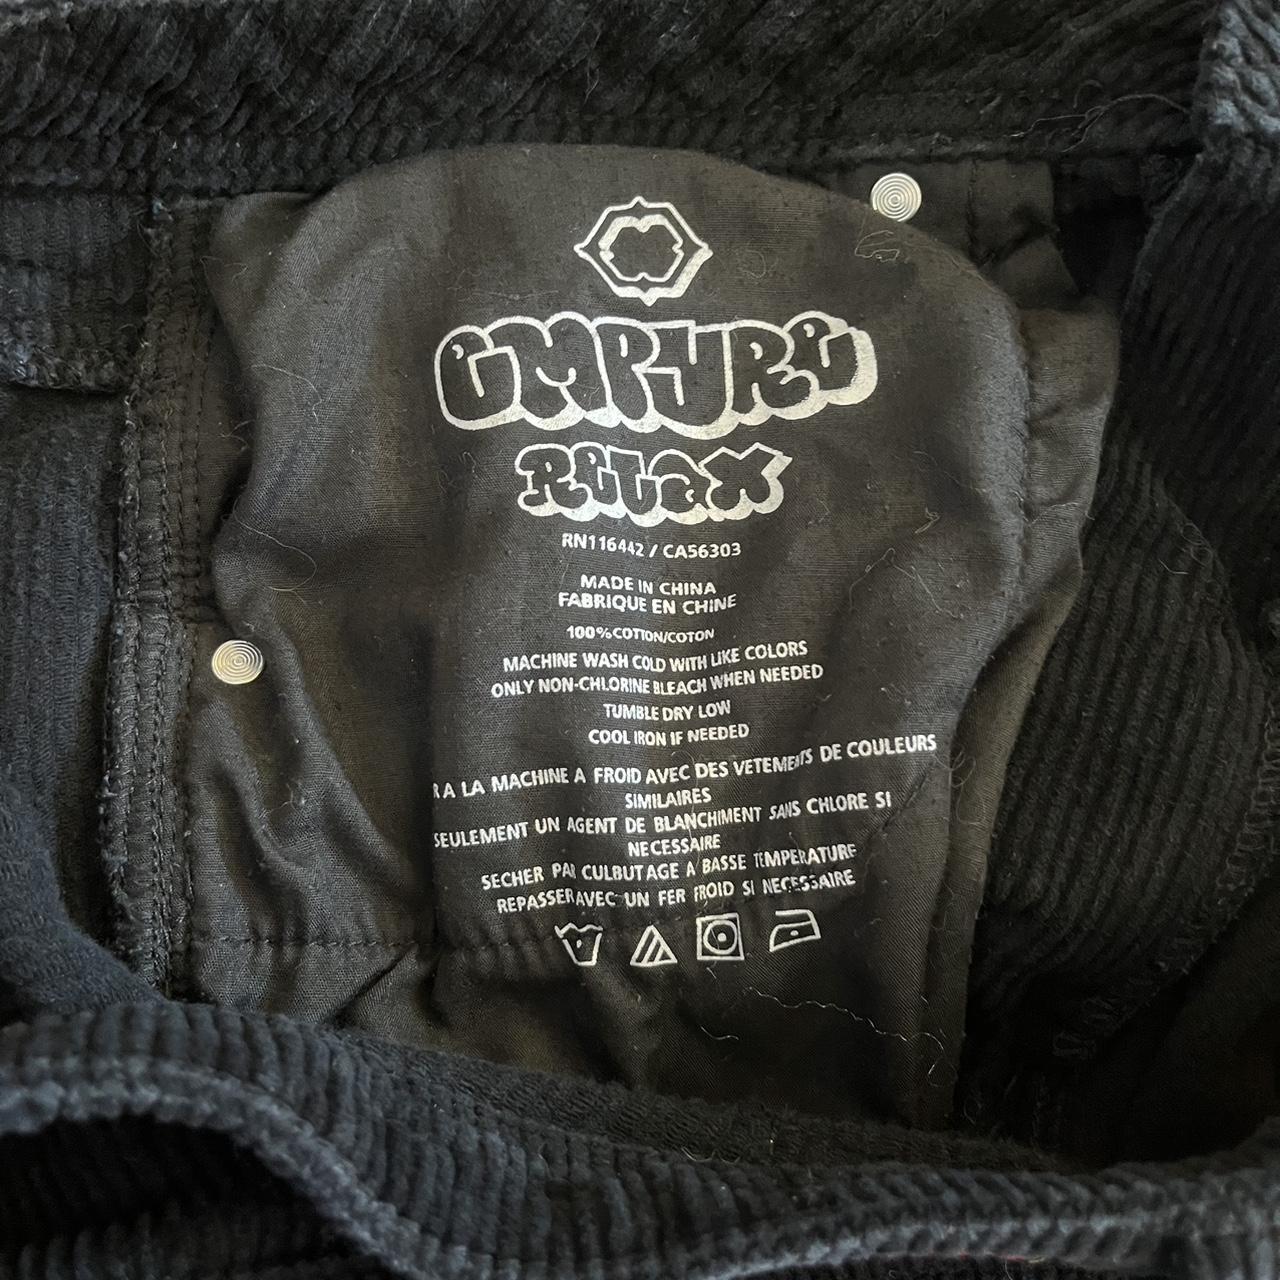 EMPYRE
RELAX
RN116442 / CA56303
MADE IN CHINA
FABRIQUE EN CHINE
100%COTTON/COTON
MACHINE WASH COLD WITH LIKE COLORS
ONLY NON-CHLORINE BLEACH WHEN NEEDED
TUMBLE DRY LOW
COOL IRON IF NEEDED
R A LA MACHINE A FROID AVEC DES VETEMENTS DE COULEURS
SIMILAIRES
SEULEMENT UN AGENT DE BLANCHIMENT SANS CHLORE SI
NECESSAIRE
SECHER PAR CULBUTAGE A BASSE TEMPERATURE
REPASSER AVEC UN FER FROID SI NECESSAIRE